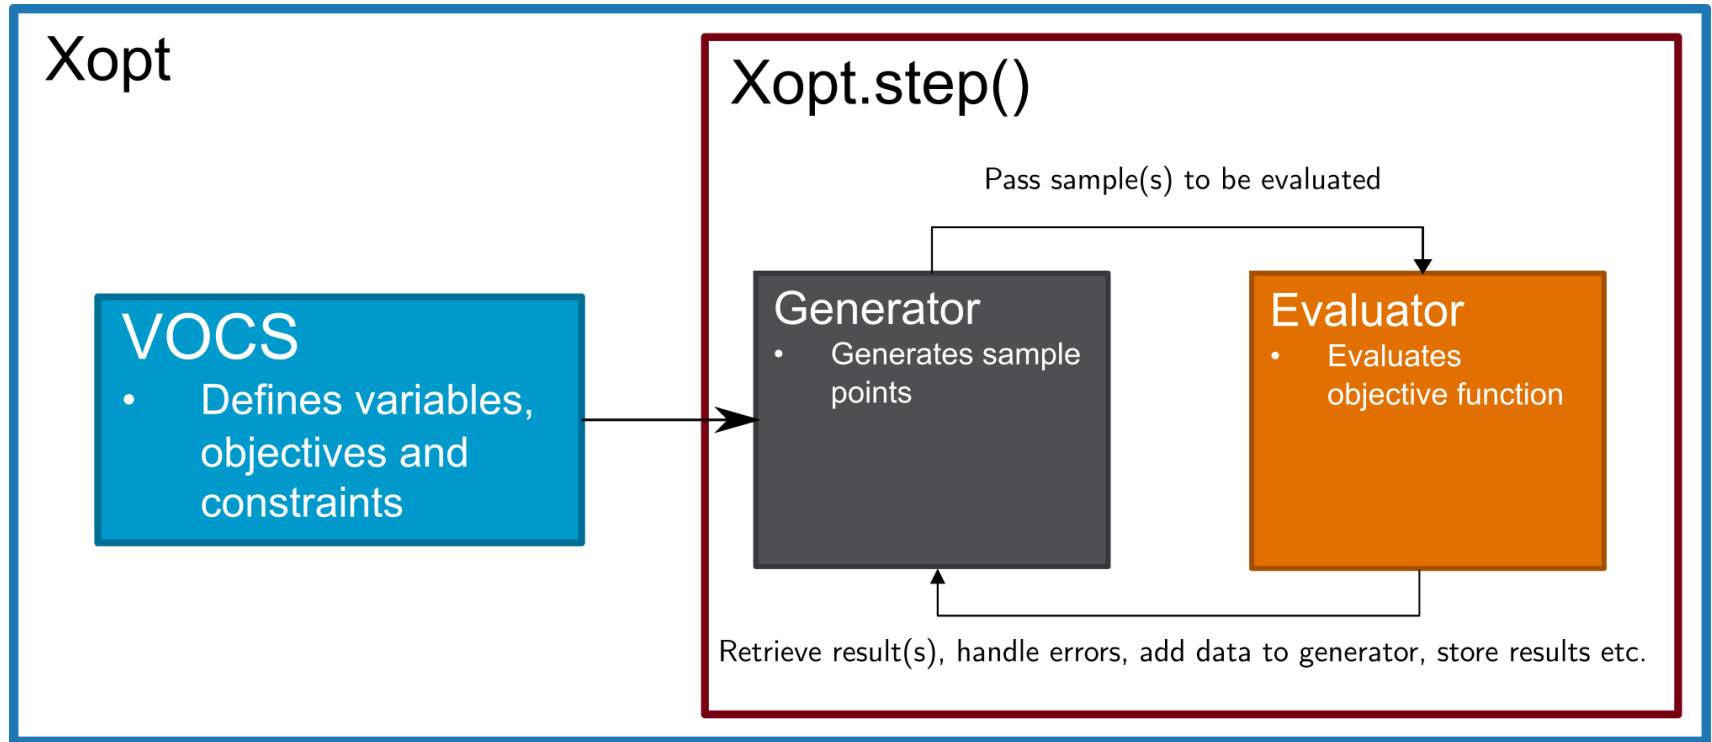 Xopt
Xopt.step()
Pass sample(s) to be evaluated
VOCS
• Defines variables,
objectives and
constraints
Generator
• Generates sample
points
Evaluator
• Evaluates
objective function
Retrieve result(s), handle errors, add data to generator, store results etc.